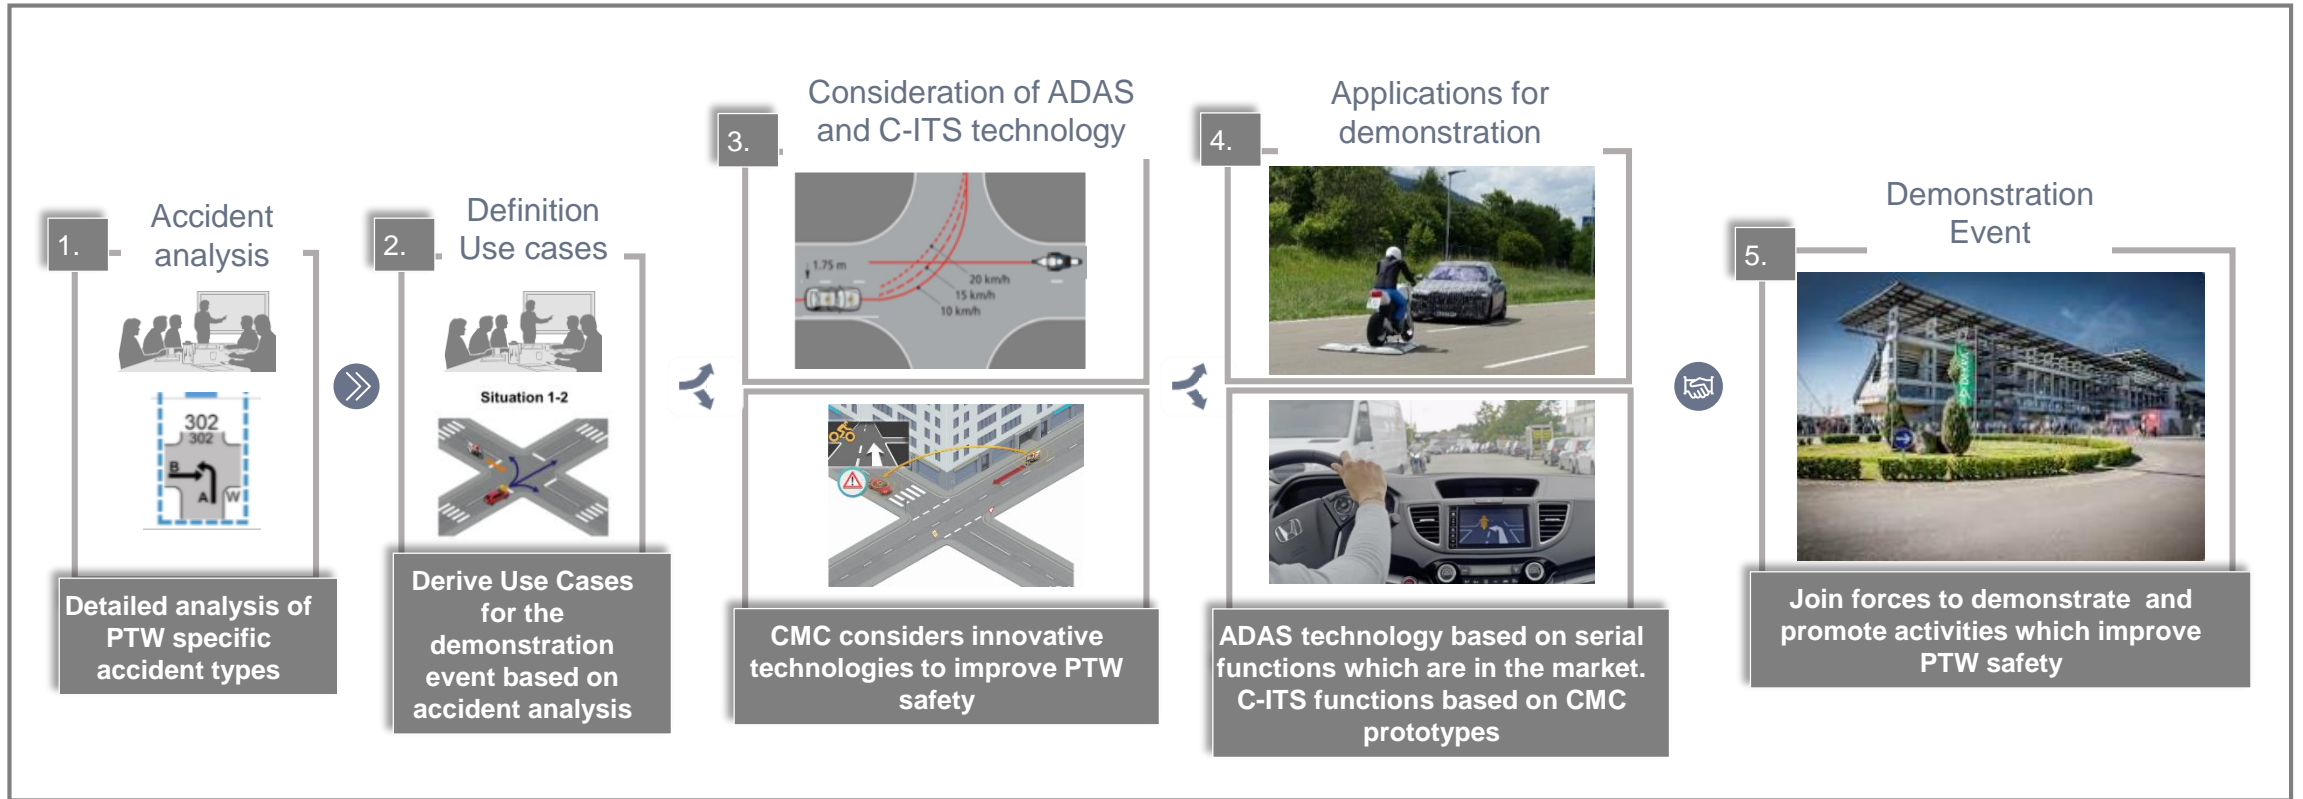 1.
Accident
analysis
302
302
B
A
W
Detailed analysis of
PTW specific
accident types
2.
Definition
Use cases
Situation 1-2
Derive Use Cases
for the
demonstration
event based on
accident analysis
3.
Consideration of ADAS
and C-ITS technology
1.75 m
20 km/h
15 km/h
10 km/h
CMC considers innovative
technologies to improve PTW
safety
4.
Applications for
demonstration
ADAS technology based on serial
functions which are in the market.
C-ITS functions based on CMC
prototypes
5.
Demonstration
Event
DEKRA
Join forces to demonstrate and
promote activities which improve
PTW safety